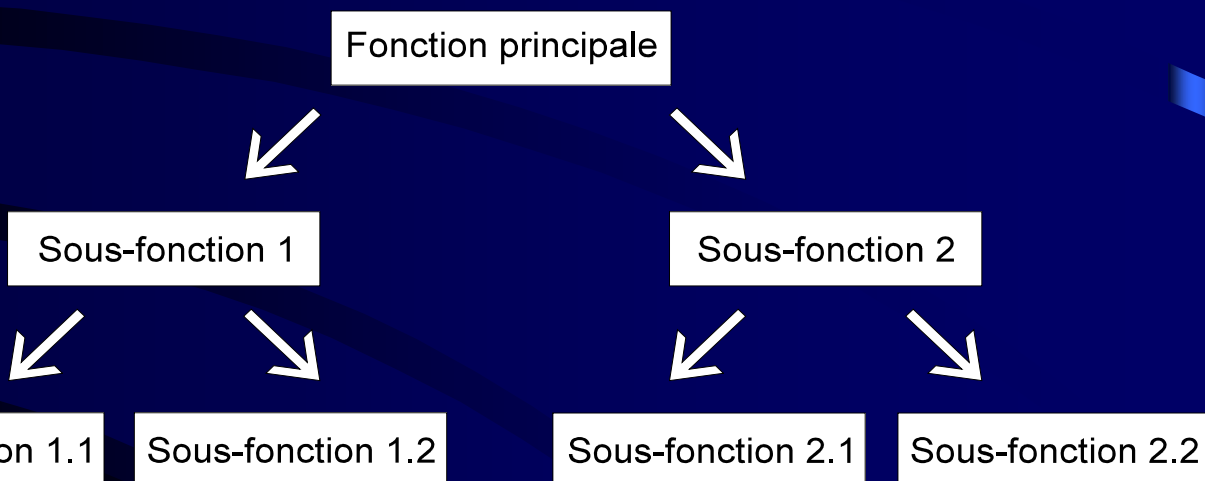 Fonction principale
Sous-fonction 1
Sous-fonction 2
on 1.1
Sous-fonction 1.2
Sous-fonction 2.1
Sous-fonction 2.2